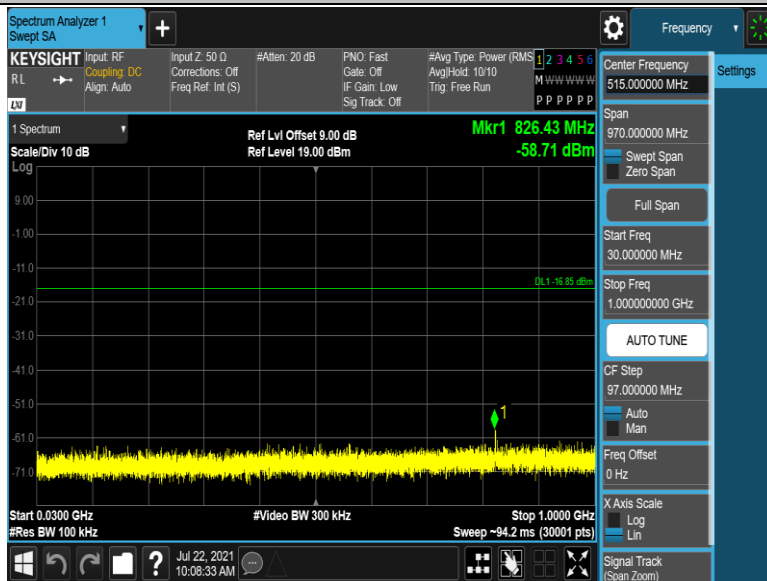 Spectrum Analyzer 1
Swept SA
Frequency
KEYSIGHT
RL
LXI
Input: RF
Coupling: DC
Align: Auto
Input Z: 50 Ω
Corrections: Off
Freq Ref: Int (S)
#Atten: 20 dB
PNO: Fast
Gate: Off
IF Gain: Low
Sig Track: Off
#Avg Type: Power (RMS
Avg|Hold: 10/10
Trig: Free Run
1 2 3 4 5 6
M W W W W W
P P P P P P
1 Spectrum
Scale/Div 10 dB
Log
Ref Lvl Offset 9.00 dB
Ref Level 19.00 dBm
Mkr1 826.43 MHz
-58.71 dBm
9.00
-1.00
-11.0
-21.0
-31.0
-41.0
-51.0
-61.0
-71.0
DL1 -16.85 dBm
1
Start 0.0300 GHz
#Res BW 100 kHz
#Video BW 300 kHz
Stop 1.0000 GHz
Sweep ~94.2 ms (30001 pts)
Jul 22, 2021
10:08:33 AM
Center Frequency
515.000000 MHz
Settings
Span
970.000000 MHz
Swept Span
Zero Span
Full Span
Start Freq
30.000000 MHz
Stop Freq
1.000000000 GHz
AUTO TUNE
CF Step
97.000000 MHz
Auto
Man
Freq Offset
0 Hz
X Axis Scale
Log
Lin
Signal Track
(Span Zoom)